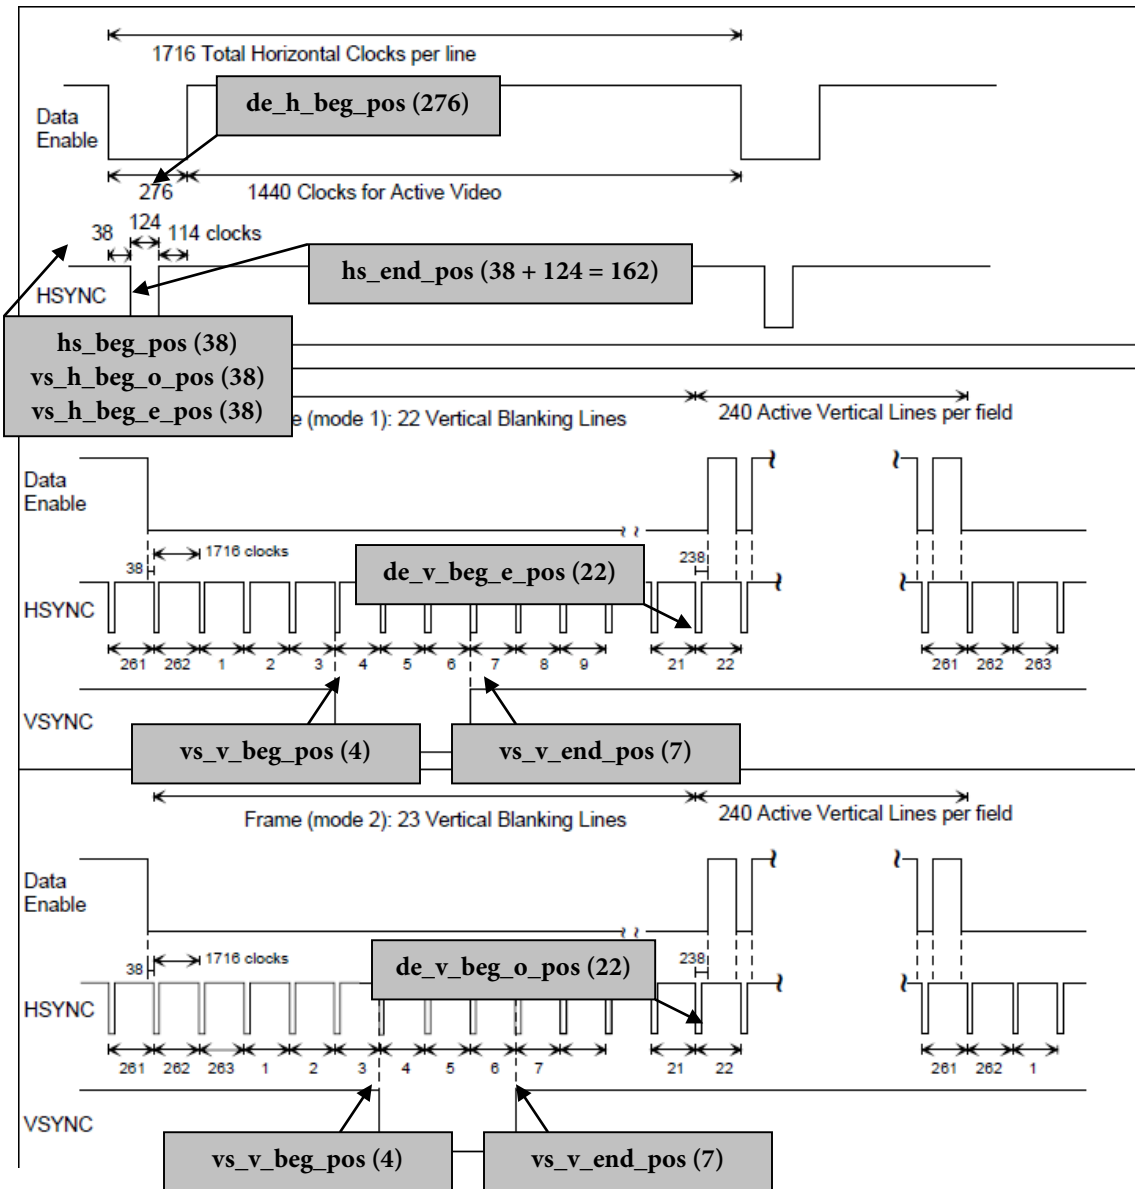 1716 Total Horizontal Clocks per line
de_h_beg_pos (276)
Data
Enable
276
1440 Clocks for Active Video
38
124
114 clocks
hs_end_pos (38 + 124 = 162)
HSYNC
hs_beg_pos (38)
vs_h_beg_o_pos (38)
vs_h_beg_e_pos (38)
e (mode 1): 22 Vertical Blanking Lines
240 Active Vertical Lines per field
Data
Enable
1716 clocks
38
de_v_beg_e_pos (22)
238
HSYNC
261 262 1 2 3 4 5 6 7 8 9 21 22 261 262 263
VSYNC
vs_v_beg_pos (4)
vs_v_end_pos (7)
Frame (mode 2): 23 Vertical Blanking Lines
240 Active Vertical Lines per field
Data
Enable
1716 clocks
38
de_v_beg_o_pos (22)
238
HSYNC
261 262 263 1 2 3 4 5 6 7 21 22 261 262 1
VSYNC
vs_v_beg_pos (4)
vs_v_end_pos (7)